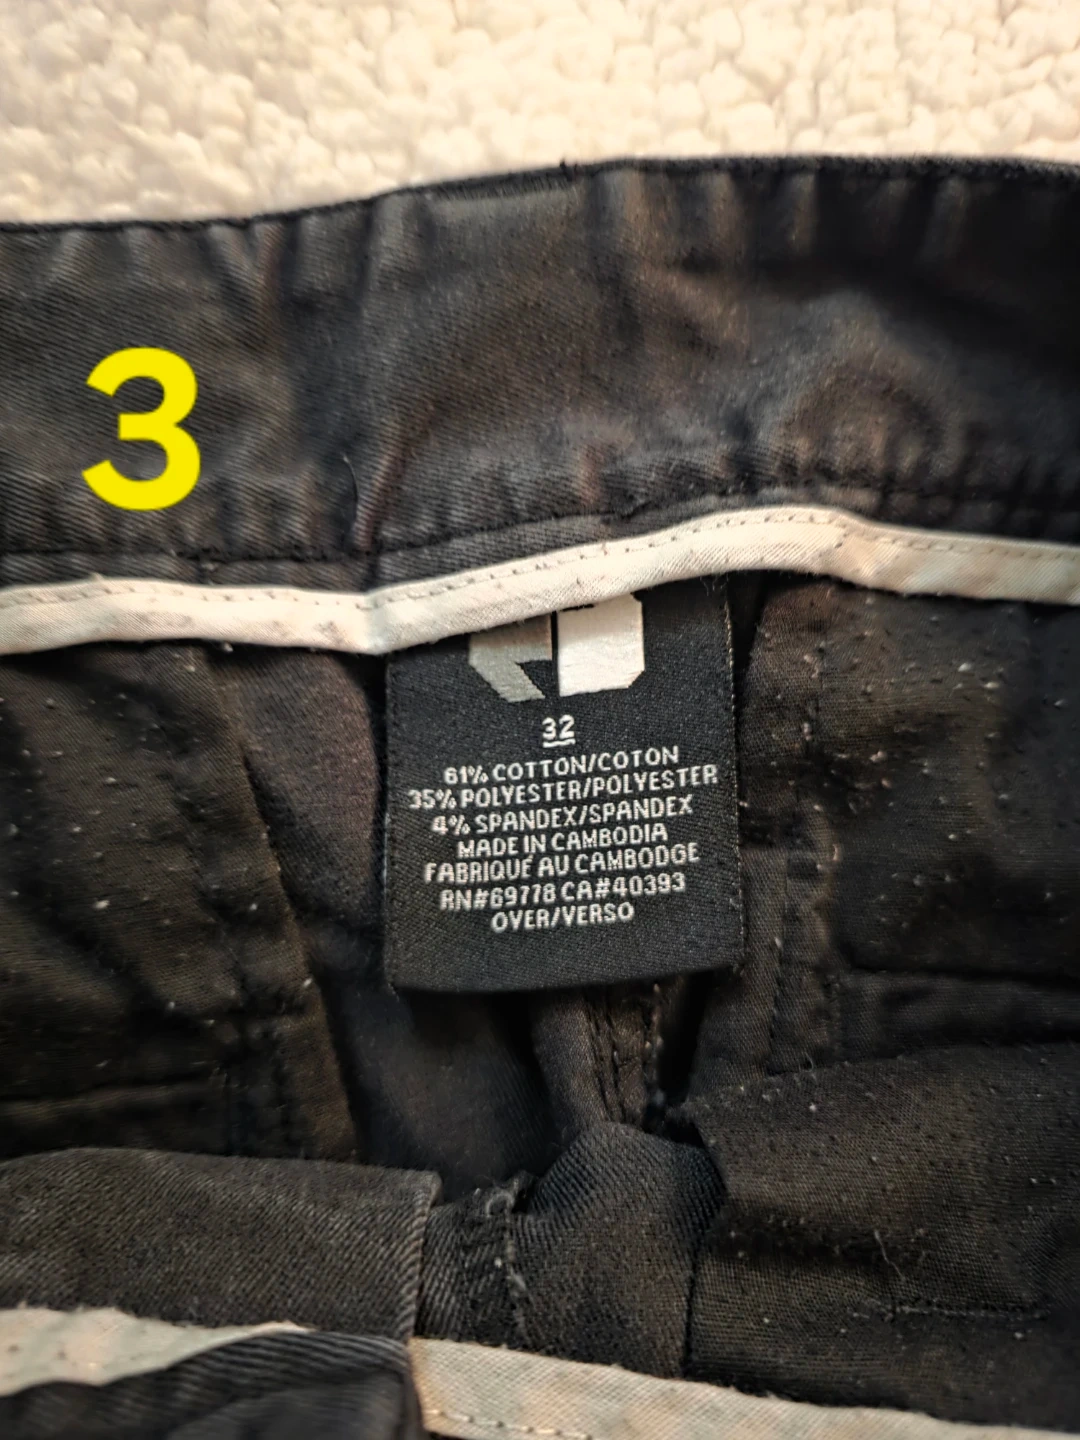 3
32
61% COTTON/COTON
35% POLYESTER/POLYESTER
4% SPANDEX/SPANDEX
MADE IN CAMBODIA
FABRIQUÉ AU CAMBODGE
RN#69778 CA#40393
OVER/VERSO